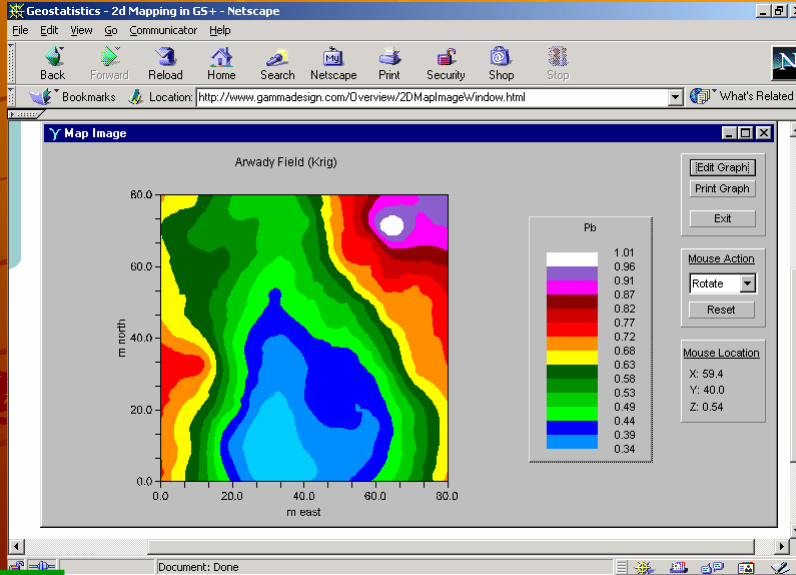 Geostatistics - 2d Mapping in GS+ - Netscape
File Edit View Go Communicator Help
Back Forward Reload Home Search Netscape Print Security Shop Stop
My
N
Bookmarks Location: http://www.gammadesign.com/Overview/2DMapImageWindow.html What's Related
γ Map Image
Arwady Field (Krig)
m north
80.0
60.0
40.0
20.0
0.0
0.0 20.0 40.0 60.0 80.0
m east
Pb
1.01
0.96
0.91
0.87
0.82
0.77
0.72
0.68
0.63
0.58
0.53
0.49
0.44
0.39
0.34
Edit Graph
Print Graph
Exit
Mouse Action
Rotate
Reset
Mouse Location
X: 59.4
Y: 40.0
Z: 0.54
Document: Done